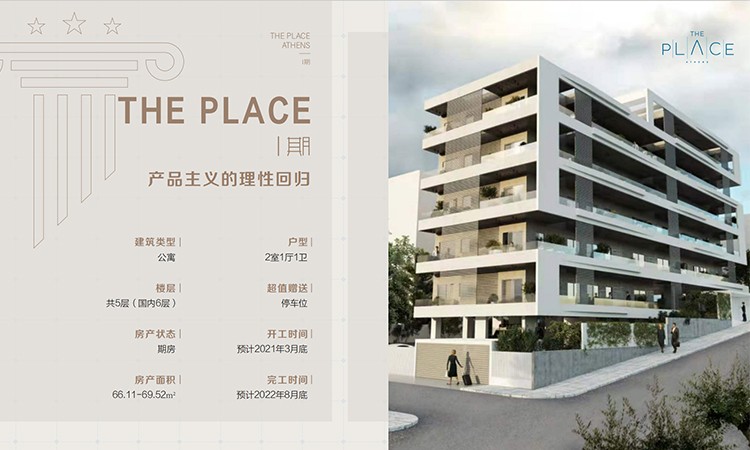 THE PLACE
ATHENS
I期
THE PLACE
I期
产品主义的理性回归
建筑类型
公寓
户型
2室1厅1卫
楼层
共5层（国内6层）
超值赠送
停车位
房产状态
期房
开工时间
预计2021年3月底
房产面积
66.11-69.52m²
完工时间
预计2022年8月底
THE
PLACE
ATHENS